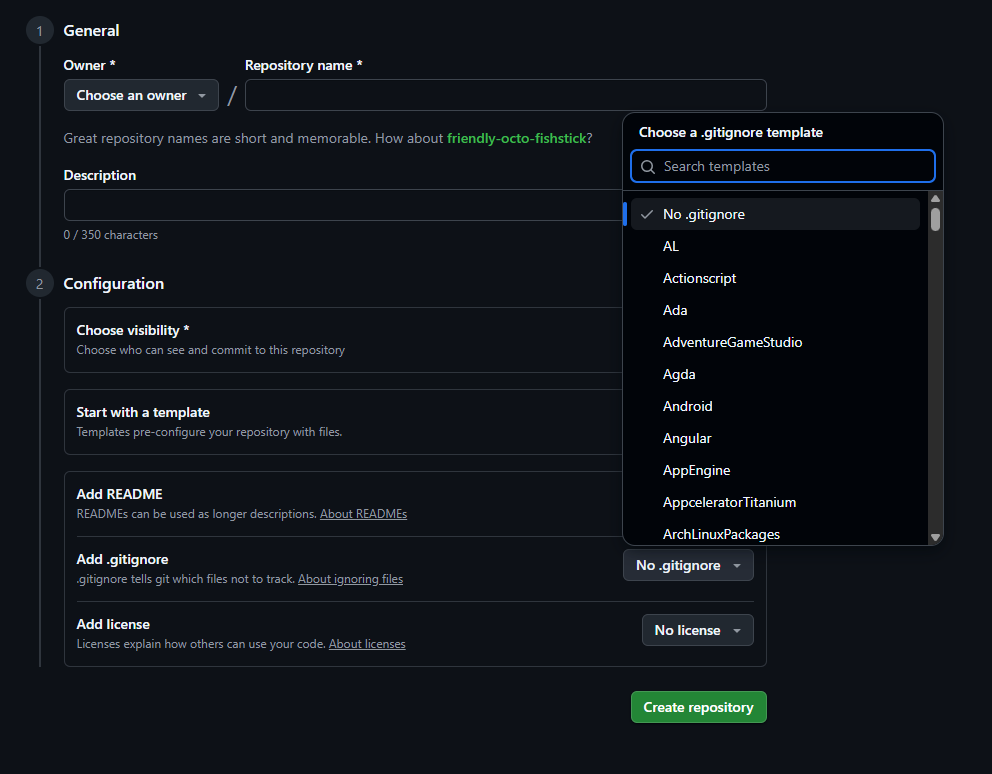 1 General
Owner * Repository name *
Choose an owner /
Great repository names are short and memorable. How about friendly-octo-fishstick?
Description
0 / 350 characters
2 Configuration
Choose visibility *
Choose who can see and commit to this repository
Start with a template
Templates pre-configure your repository with files.
Add README
READMEs can be used as longer descriptions. About READMEs
Add .gitignore
.gitignore tells git which files not to track. About ignoring files
No .gitignore
Add license
Licenses explain how others can use your code. About licenses
No license
Create repository
Choose a .gitignore template
Search templates
No .gitignore
AL
Actionscript
Ada
AdventureGameStudio
Agda
Android
Angular
AppEngine
AppceleratorTitanium
ArchLinuxPackages